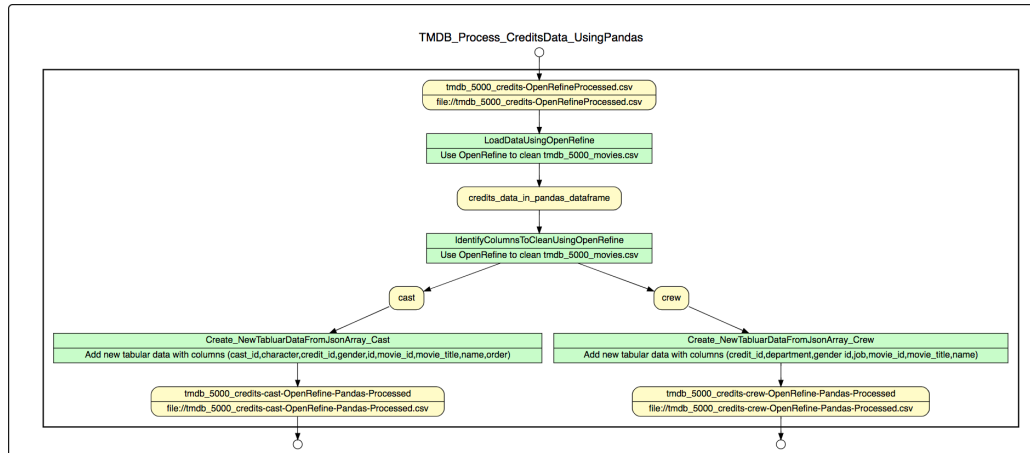 TMDB_Process_CreditsData_UsingPandas
tmdb_5000_credits-OpenRefineProcessed.csv
file://tmdb_5000_credits-OpenRefineProcessed.csv
LoadDataUsingOpenRefine
Use OpenRefine to clean tmdb_5000_movies.csv
credits_data_in_pandas_dataframe
IdentifyColumnsToCleanUsingOpenRefine
Use OpenRefine to clean tmdb_5000_movies.csv
cast
crew
Create_NewTabluarDataFromJsonArray_Cast
Add new tabular data with columns (cast_id,character,credit_id,gender,id,movie_id,movie_title,name,order)
Create_NewTabluarDataFromJsonArray_Crew
Add new tabular data with columns (credit_id,department,gender id,job,movie_id,movie_title,name)
tmdb_5000_credits-cast-OpenRefine-Pandas-Processed
file://tmdb_5000_credits-cast-OpenRefine-Pandas-Processed.csv
tmdb_5000_credits-crew-OpenRefine-Pandas-Processed
file://tmdb_5000_credits-crew-OpenRefine-Pandas-Processed.csv